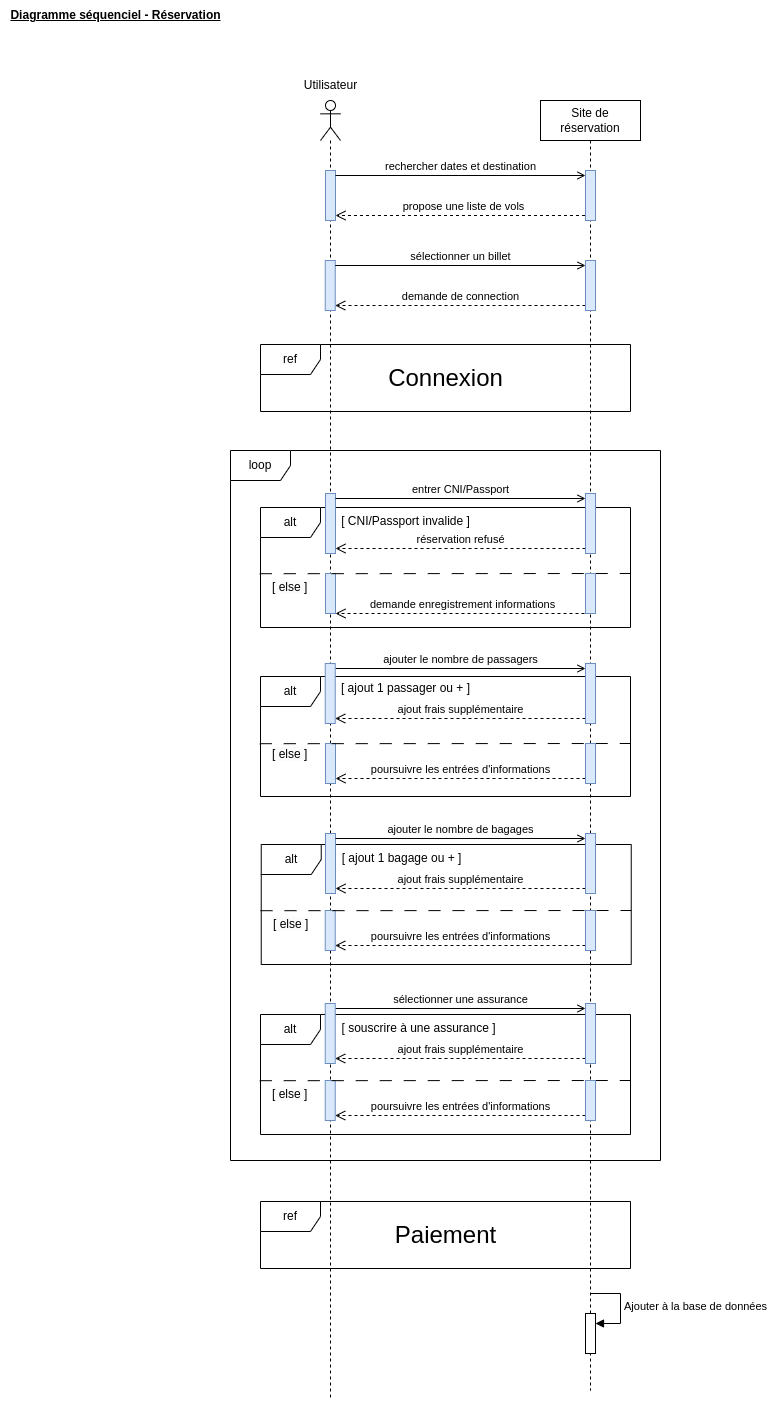 Diagramme séquenciel - Réservation
Utilisateur
Site de
réservation
rechercher dates et destination
propose une liste de vols
sélectionner un billet
demande de connection
ref
Connexion
loop
entrer CNI/Passport
alt
[ CNI/Passport invalide ]
réservation refusé
[ else ]
demande enregistrement informations
ajouter le nombre de passagers
alt
[ ajout 1 passager ou + ]
ajout frais supplémentaire
[ else ]
poursuivre les entrées d'informations
ajouter le nombre de bagages
alt
[ ajout 1 bagage ou + ]
ajout frais supplémentaire
[ else ]
poursuivre les entrées d'informations
sélectionner une assurance
alt
[ souscrire à une assurance ]
ajout frais supplémentaire
[ else ]
poursuivre les entrées d'informations
ref
Paiement
Ajouter à la base de données